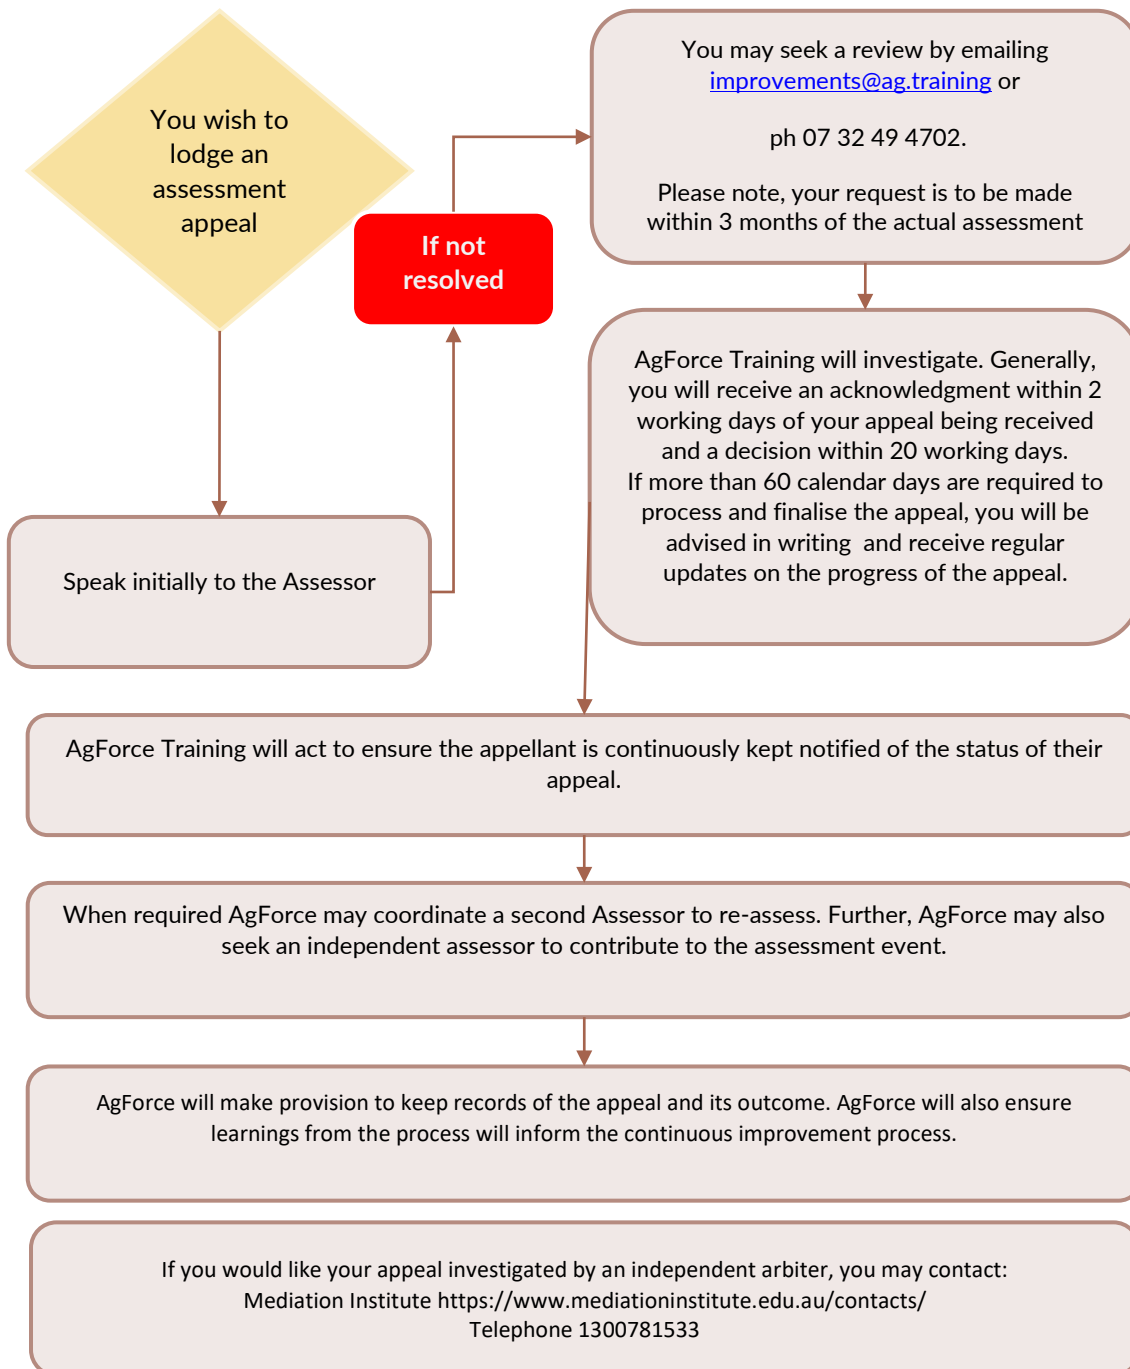 You wish to
lodge an
assessment
appeal
Speak initially to the Assessor
If not
resolved
You may seek a review by emailing
improvements@ag.training or
ph 07 32 49 4702.
Please note, your request is to be made
within 3 months of the actual assessment
AgForce Training will investigate. Generally,
you will receive an acknowledgment within 2
working days of your appeal being received
and a decision within 20 working days.
If more than 60 calendar days are required to
process and finalise the appeal, you will be
advised in writing  and receive regular
updates on the progress of the appeal.
AgForce Training will act to ensure the appellant is continuously kept notified of the status of their
appeal.
When required AgForce may coordinate a second Assessor to re-assess. Further, AgForce may also
seek an independent assessor to contribute to the assessment event.
AgForce will make provision to keep records of the appeal and its outcome. AgForce will also ensure
learnings from the process will inform the continuous improvement process.
If you would like your appeal investigated by an independent arbiter, you may contact:
Mediation Institute https://www.mediationinstitute.edu.au/contacts/
Telephone 1300781533